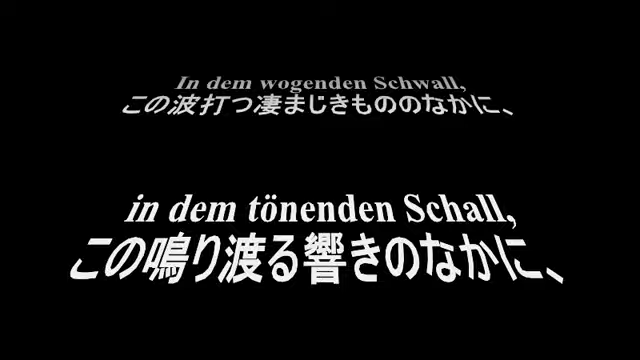 In dem wogenden Schwall,
この波打つ凄まじきもののなかに、
in dem tönenden Schall,
この鳴り渡る響きのなかに、